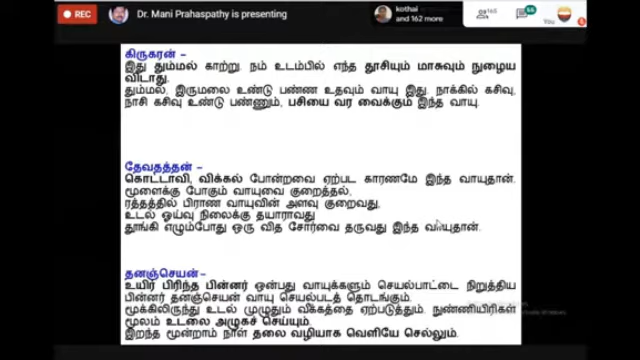 REC
Dr. Mani Prahaspathy is presenting
kothai
and 162 more
165
55
You
கிருகரன் –
இது தும்மல் காற்று. நம் உடம்பில் எந்த தூசியும் மாசுவும் நுழைய
விடாது.
தும்மல், இருமலை உண்டு பண்ண உதவும் வாயு இது. நாக்கில் கசிவு,
நாசி கசிவு உண்டு பண்ணும், பசியை வர வைக்கும் இந்த வாயு.
தேவதத்தன் –
கொட்டாவி, விக்கல் போன்றவை ஏற்பட காரணமே இந்த வாயுதான்.
மூளைக்கு போகும் வாயுவை குறைத்தல்,
ரத்தத்தில் பிராண வாயுவின் அளவு குறைவது,
உடல் ஓய்வு நிலைக்கு தயாராவது
தூங்கி எழும்போது ஒரு வித சோர்வை தருவது இந்த வாயுதான்.
தனஞ்செயன்–
உயிர் பிரிந்த பின்னர் ஒன்பது வாயுக்களும் செயல்பாட்டை நிறுத்திய
பின்னர் தனஞ்செயன் வாயு செயல்படத் தொடங்கும்.
மூக்கிலிருந்து உடல் முழுதும் வீக்கத்தை ஏற்படுத்தும். நுண்ணியிரிகள்
மூலம் உடலை அழுகச் செய்யும்.
இறந்த மூன்றாம் நாள் தலை வழியாக வெளியே செல்லும்.